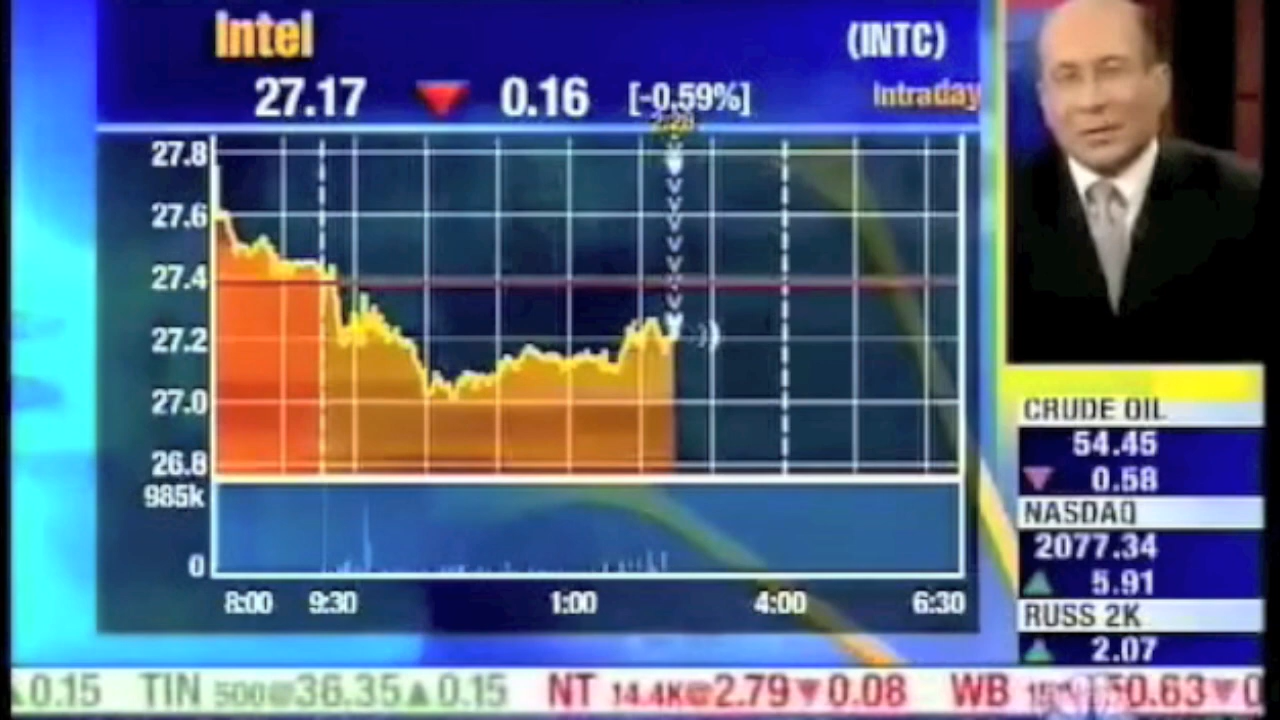 Intel
(INTC)
27.17 ▼ 0.16 [-0.59%]
intraday
27.8
27.6
27.4
27.2
27.0
26.8
985k
0
8:00 9:30 1:00 4:00 6:30
CRUDE OIL
54.45
▼ 0.58
NASDAQ
2077.34
▲ 5.91
RUSS 2K
▲ 2.07
▲0.15 TIN 500@36.35▲0.15 NT 14.4K@2.79▼0.08 WB 0.63▼0